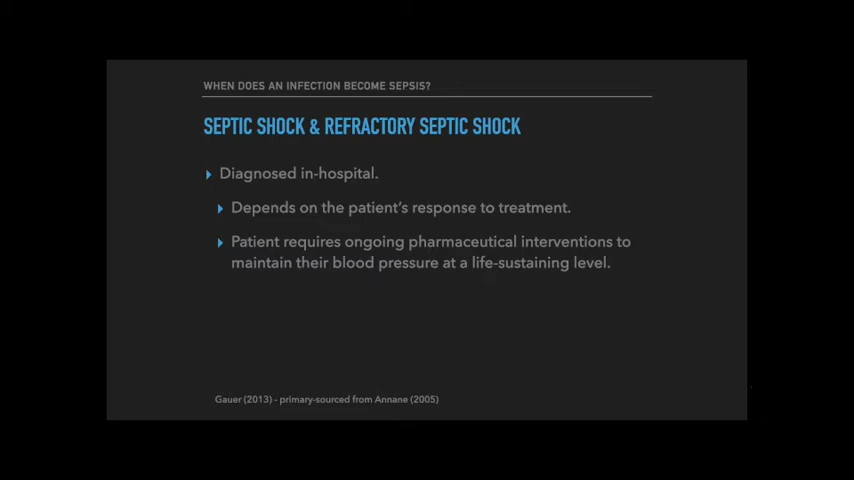 WHEN DOES AN INFECTION BECOME SEPSIS?
SEPTIC SHOCK & REFRACTORY SEPTIC SHOCK
Diagnosed in-hospital.
Depends on the patient's response to treatment.
Patient requires ongoing pharmaceutical interventions to
maintain their blood pressure at a life-sustaining level.
Gauer (2013) - primary-sourced from Annane (2005)